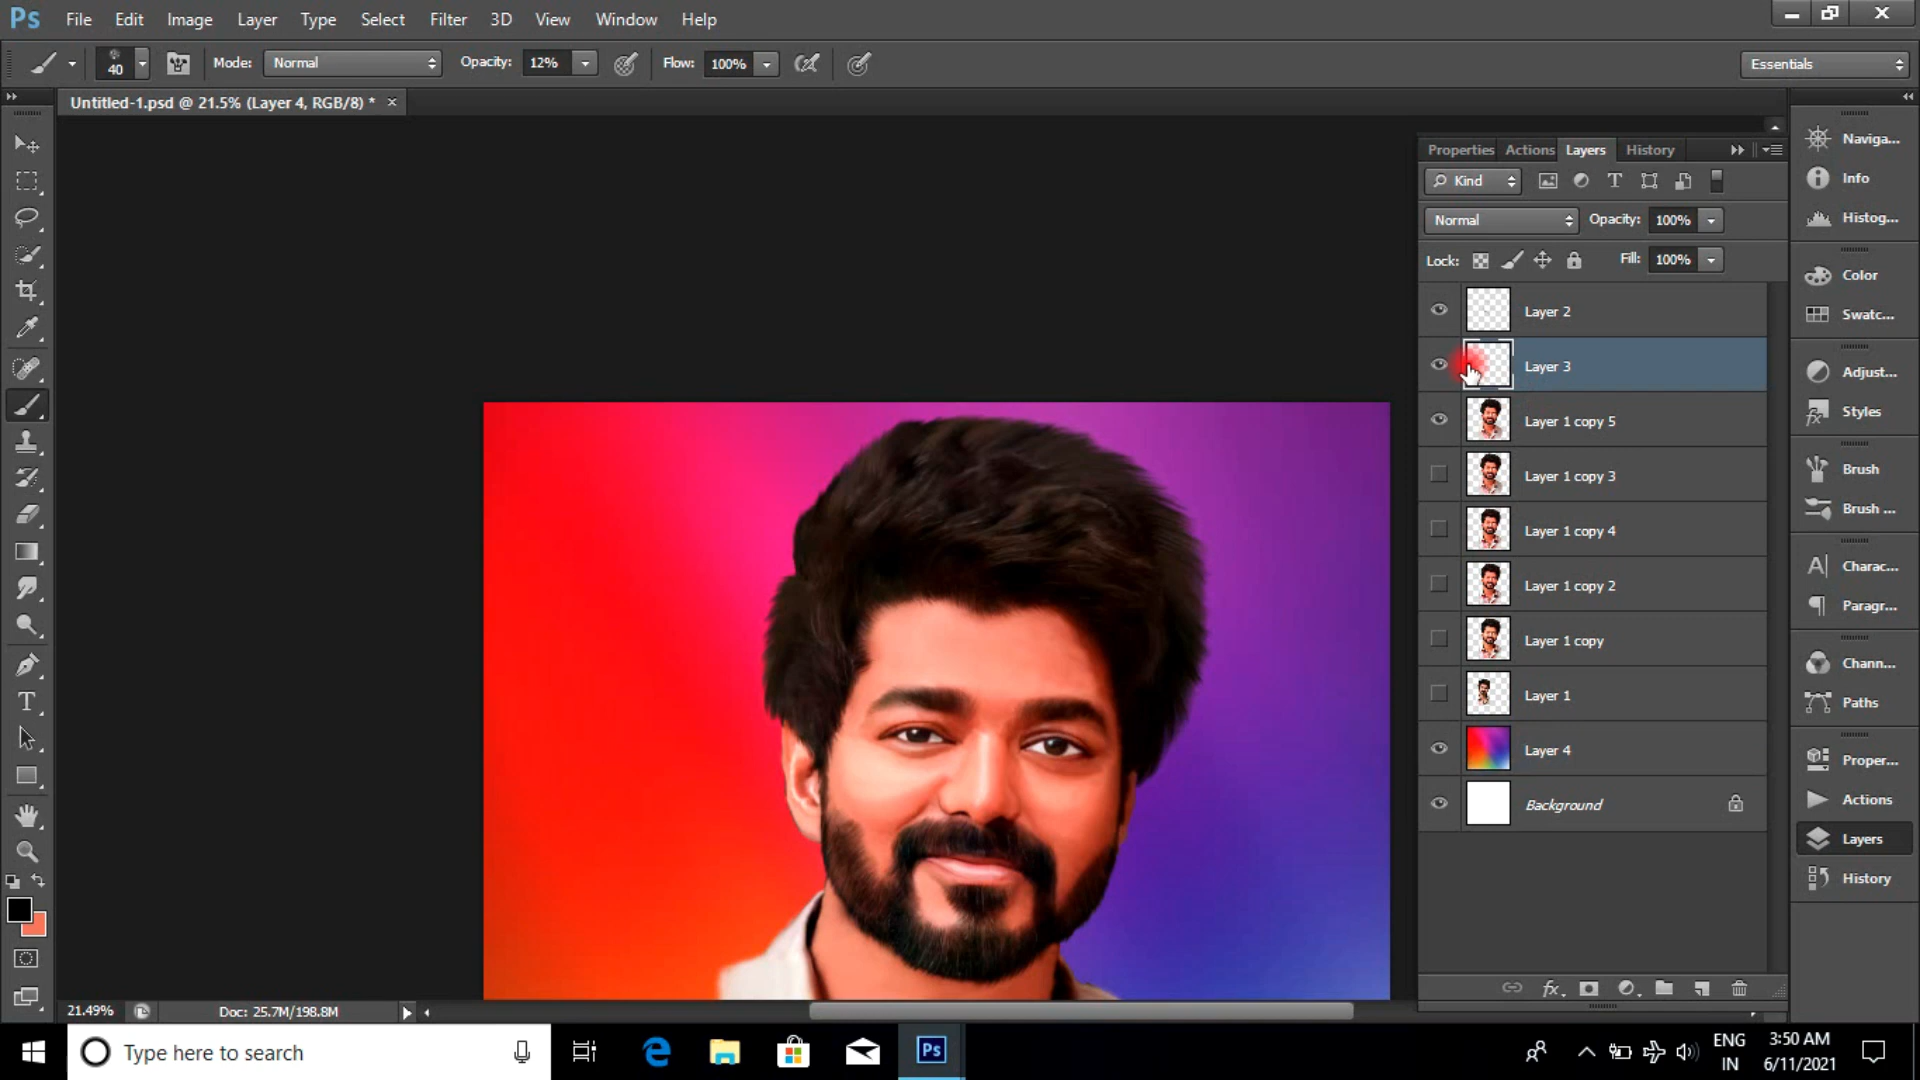 Ps File Edit Image Layer Type Select Filter 3D View Window Help
40 Mode: Normal Opacity: 12% Flow: 100% Essentials
Untitled-1.psd @ 21.5% (Layer 4, RGB/8) * ×
Properties Actions Layers History
Kind
Normal Opacity: 100%
Lock: Fill: 100%
Layer 2
Layer 3
Layer 1 copy 5
Layer 1 copy 3
Layer 1 copy 4
Layer 1 copy 2
Layer 1 copy
Layer 1
Layer 4
Background
fx
Naviga...
Info
Histog...
Color
Swatc...
Adjust...
Styles
Brush
Brush ...
Charac...
Paragr...
Chann...
Paths
Proper...
Actions
Layers
History
21.49% Doc: 25.7M/198.8M
Type here to search
Ps
ENG
IN
3:50 AM
6/11/2021